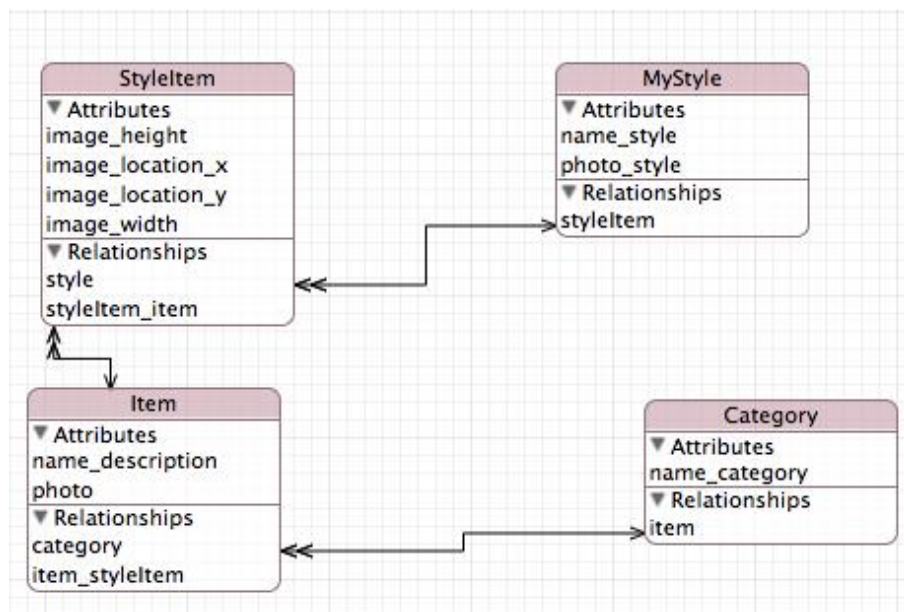 StyleItem
Attributes
image_height
image_location_x
image_location_y
image_width
Relationships
style
styleItem_item
MyStyle
Attributes
name_style
photo_style
Relationships
styleItem
Item
Attributes
name_description
photo
Relationships
category
item_styleItem
Category
Attributes
name_category
Relationships
item